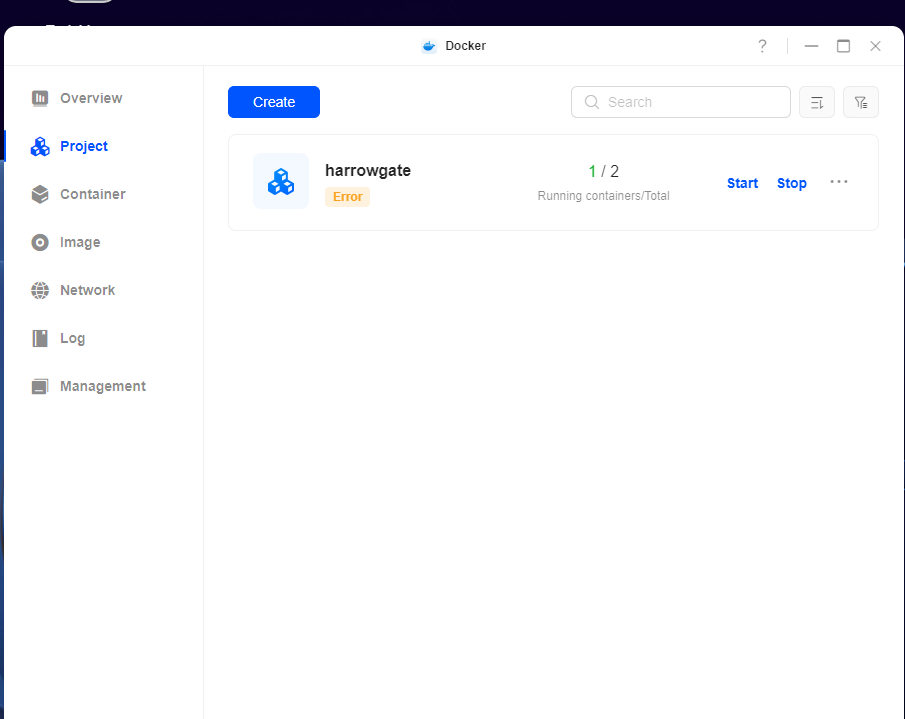 Docker
?
Overview
Project
Container
Image
Network
Log
Management
Create
Search
harrowgate
Error
1 / 2
Running containers/Total
Start
Stop